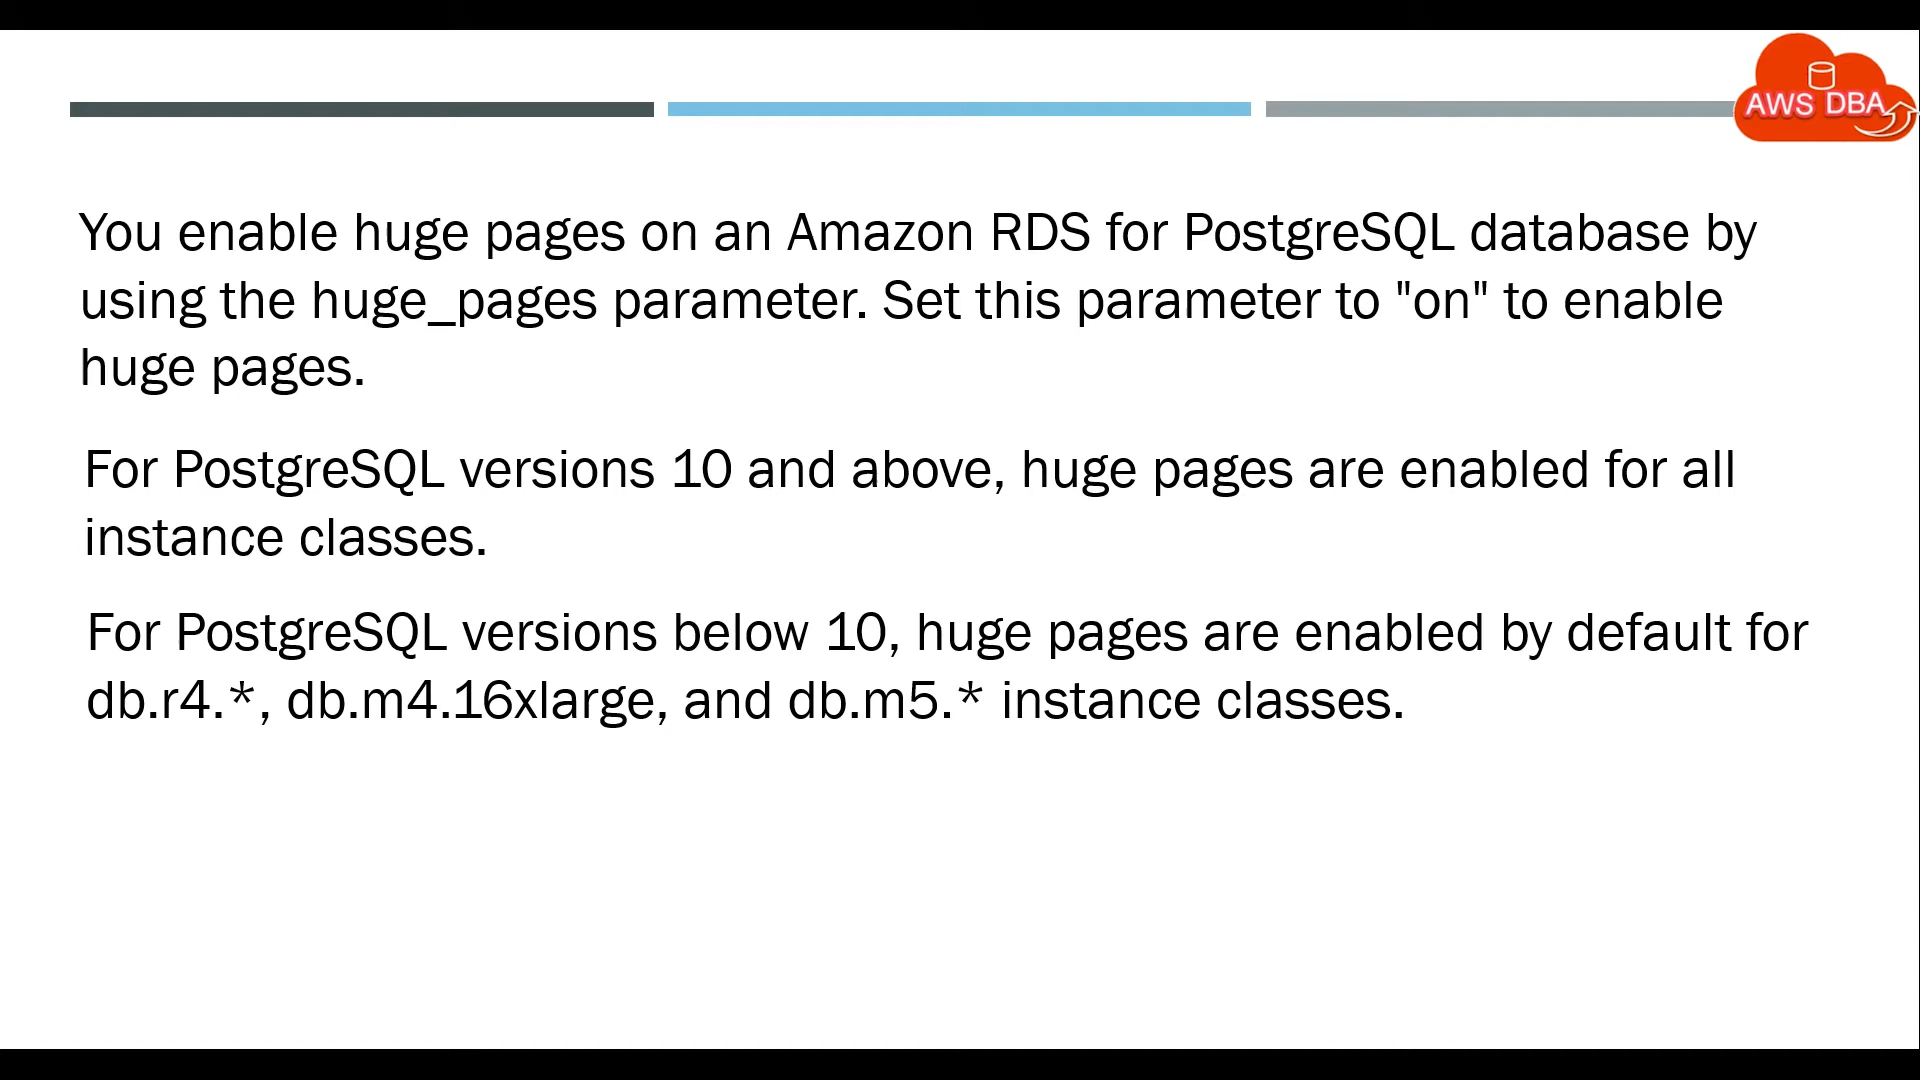 AWS DBA
You enable huge pages on an Amazon RDS for PostgreSQL database by
using the huge_pages parameter. Set this parameter to "on" to enable
huge pages.
For PostgreSQL versions 10 and above, huge pages are enabled for all
instance classes.
For PostgreSQL versions below 10, huge pages are enabled by default for
db.r4.*, db.m4.16xlarge, and db.m5.* instance classes.